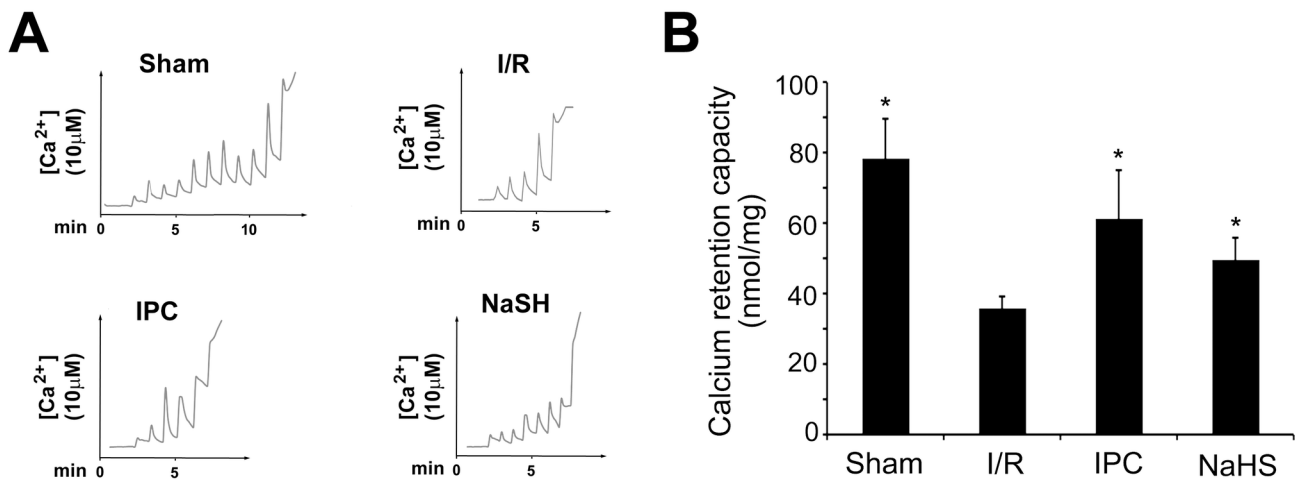 A
Sham
[Ca2+]
(10µM)
min
0
5
10
I/R
[Ca2+]
(10µM)
0
5
IPC
[Ca2+]
(10µM)
min
0
5
NaSH
[Ca2+]
(10µM)
min
0
5
B
Calcium retention capacity
(nmol/mg)
100
80
60
40
20
0
*
*
*
Sham
I/R
IPC
NaHS